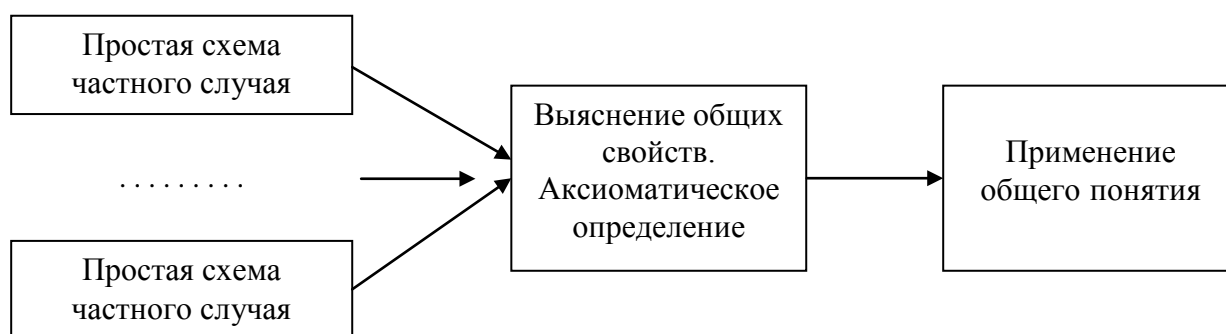 Простая схема
частного случая
. . . . . . . . .
Простая схема
частного случая
Выяснение общих
свойств.
Аксиоматическое
определение
Применение
общего понятия